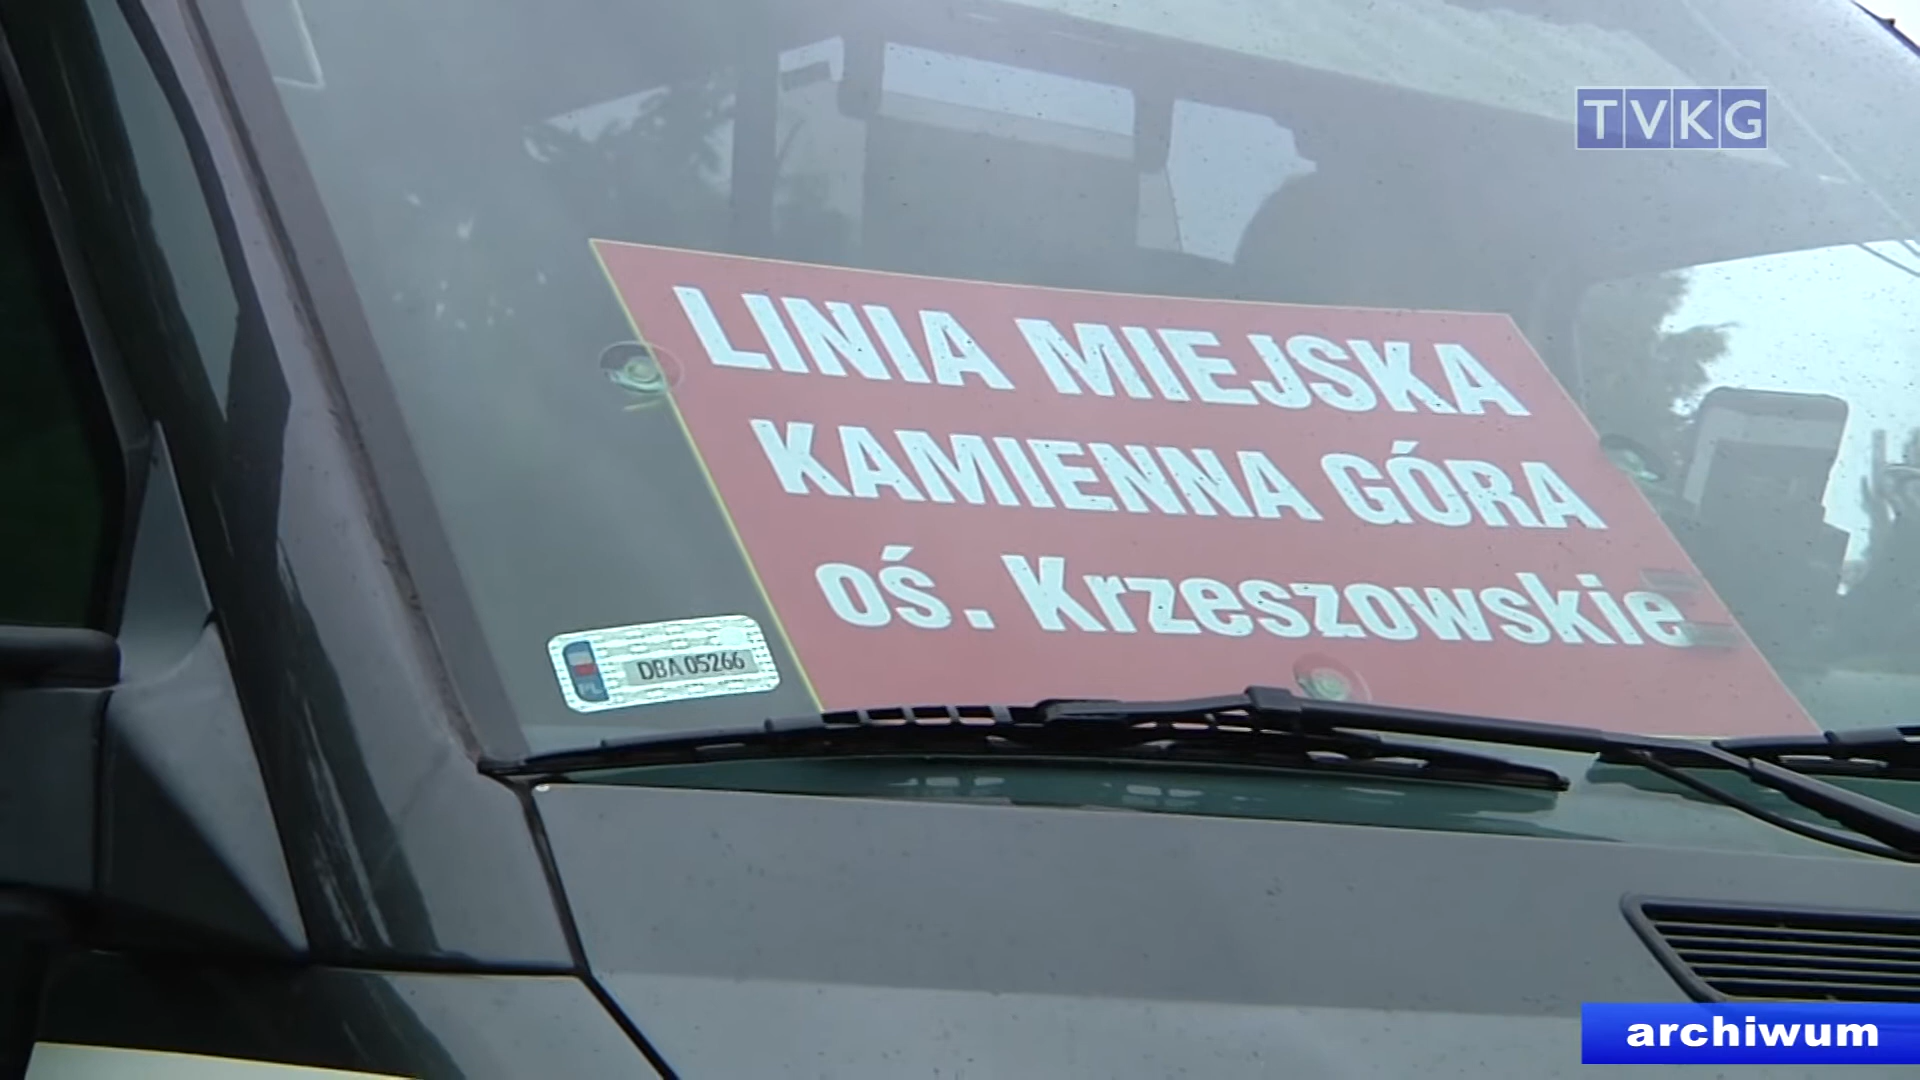 TVKG
LINIA MIEJSKA
KAMIENNA GÓRA
oś. Krzeszowskie
DBA 05266
archiwum